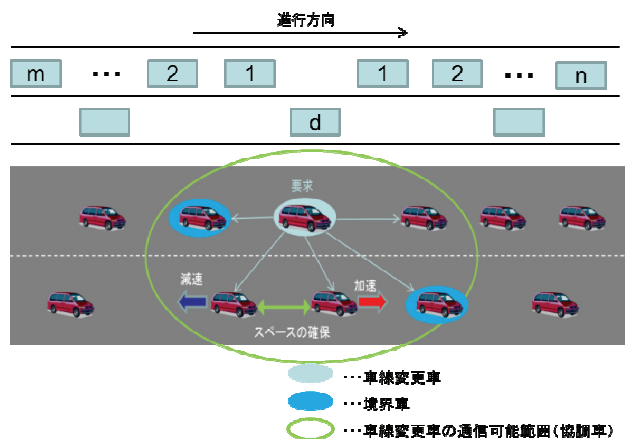 進行方向
m ・・・ 2 1 1 2 ・・・ n
d
要求
減速 加速
スペースの確保
・・・車線変更車
・・・境界車
・・・車線変更車の通信可能範囲(協調車)